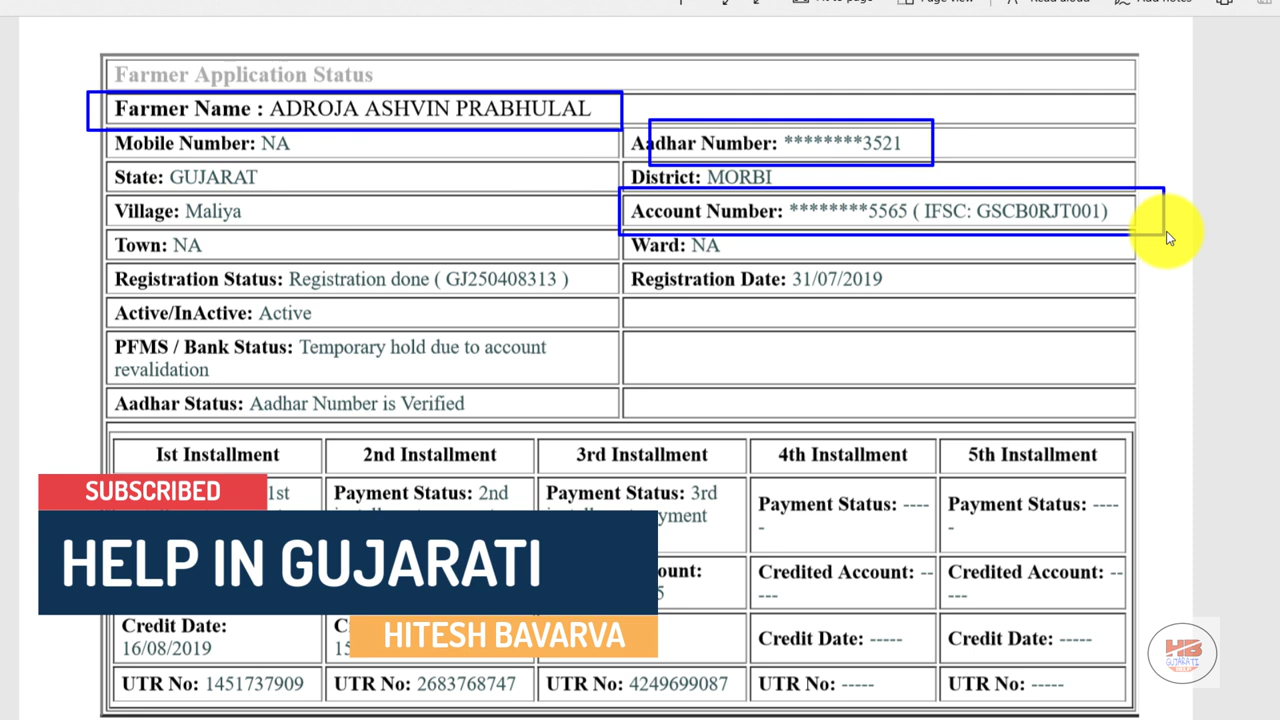 Farmer Application Status
Farmer Name : ADROJA ASHVIN PRABHULAL
Mobile Number: NA
Aadhar Number: ********3521
State: GUJARAT
District: MORBI
Village: Maliya
Account Number: ********5565 ( IFSC: GSCB0RJT001)
Town: NA
Ward: NA
Registration Status: Registration done ( GJ250408313 )
Registration Date: 31/07/2019
Active/InActive: Active
PFMS / Bank Status: Temporary hold due to account
revalidation
Aadhar Status: Aadhar Number is Verified
Ist Installment 2nd Installment 3rd Installment 4th Installment 5th Installment
SUBSCRIBED
1st
Payment Status: 2nd
Payment Status: 3rd
Payment Status: ----
-
Payment Status: ----
-
HELP IN GUJARATI
Credited Account: --
---
Credited Account: --
---
Credit Date:
16/08/2019
HITESH BAVARVA
Credit Date: -----
Credit Date: -----
HB
GUJARATI
HELP
UTR No: 1451737909 UTR No: 2683768747 UTR No: 4249699087 UTR No: ----- UTR No: -----